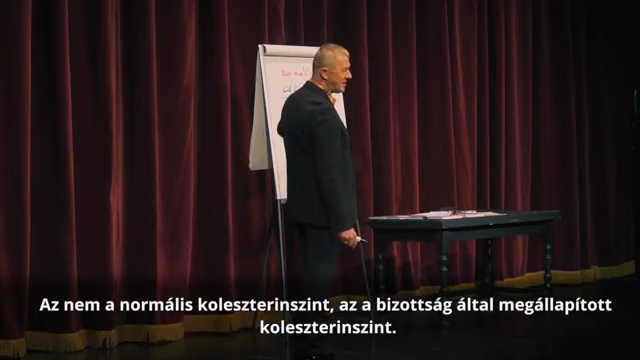 Az nem a normális koleszterinszint, az a bizottság által megállapított
koleszterinszint.